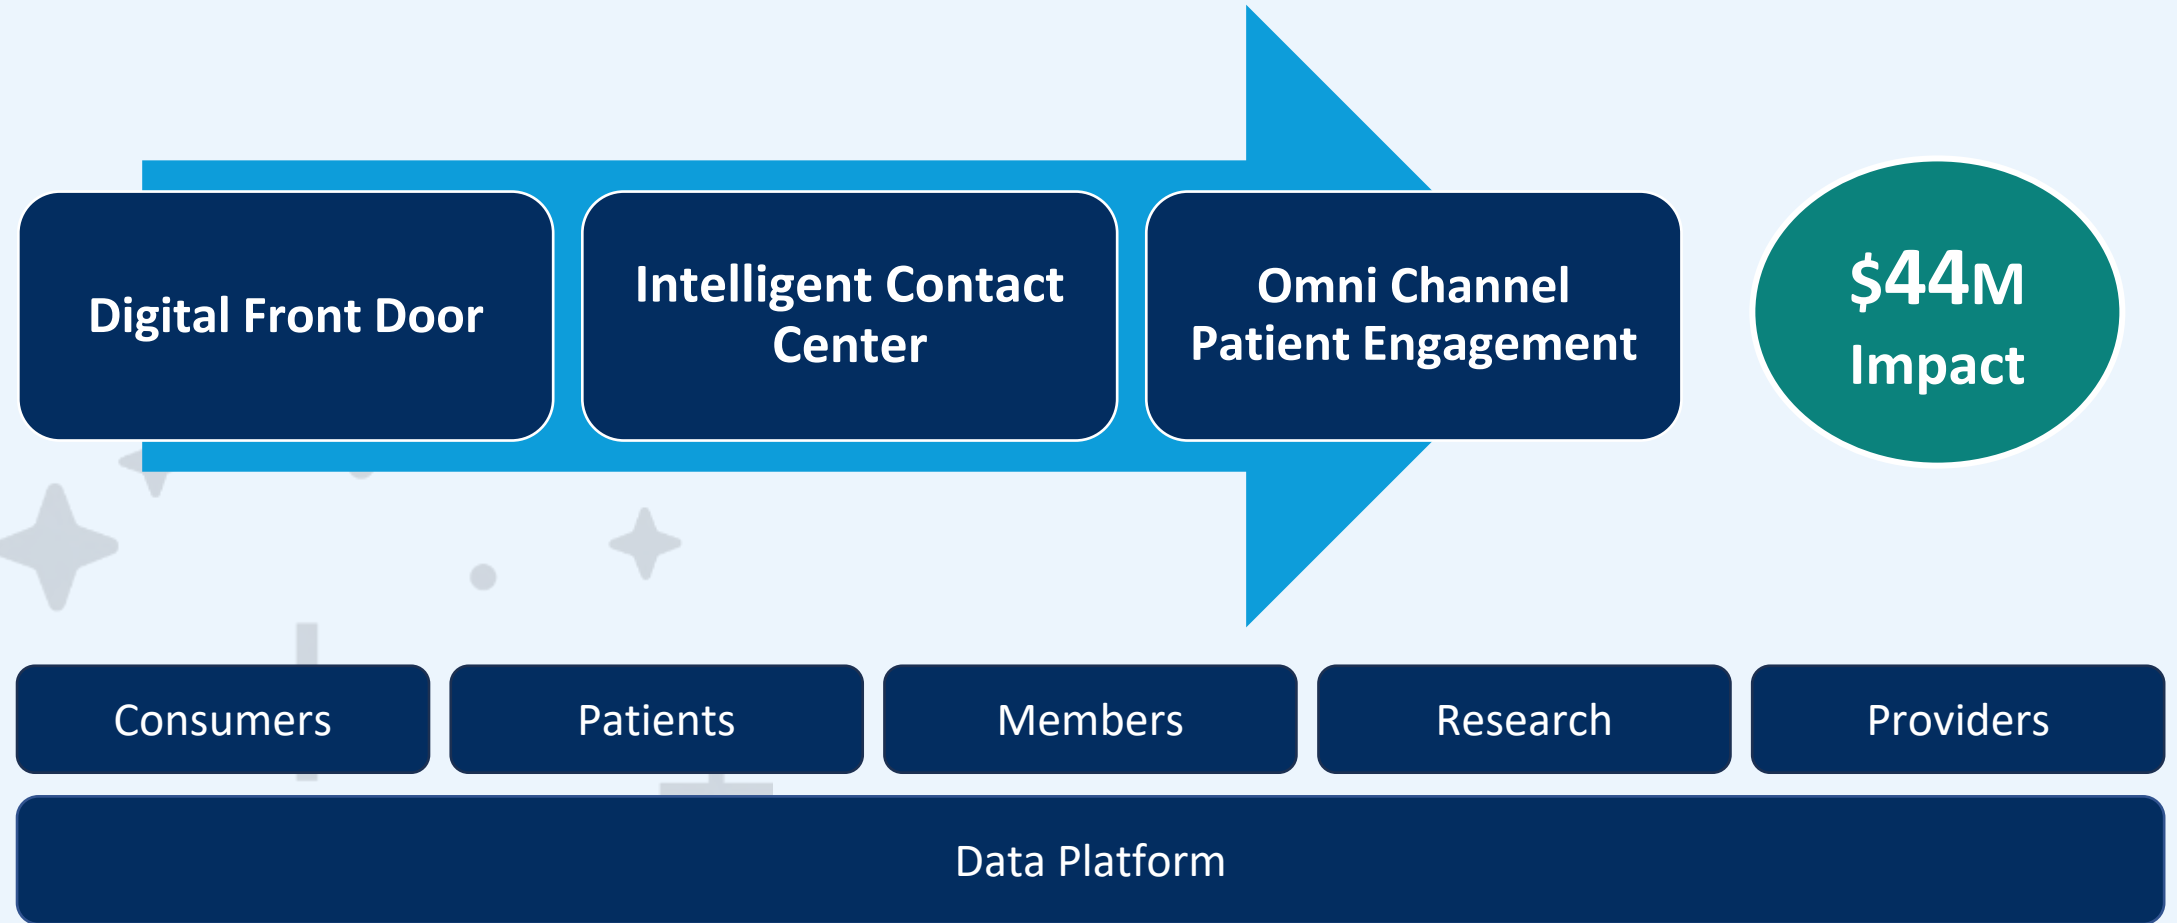 Digital Front Door
Intelligent Contact
Center
Omni Channel
Patient Engagement
$44M
Impact
Consumers
Patients
Members
Research
Providers
Data Platform